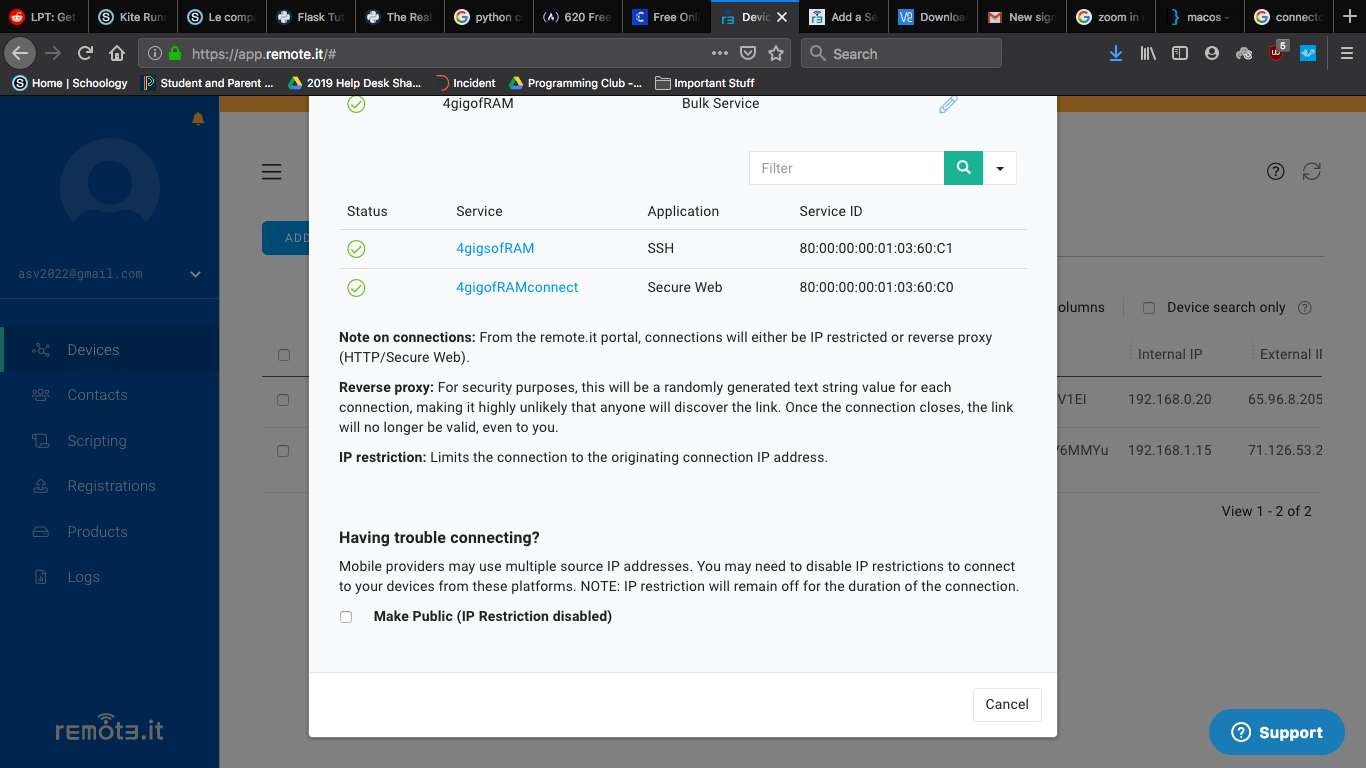 LPT: Get
Kite Run
Le comp
Flask Tut
The Real
python c
620 Free
Free Onli
Devic
Add a Se
Downloa
New sign
zoom in
macos -
connecto
https://app.remote.it/#
Search
5
Home | Schoology
Student and Parent ...
2019 Help Desk Sha...
Incident
Programming Club -...
Important Stuff
4gigofRAM Bulk Service
Filter
Status Service Application Service ID
4gigsofRAM SSH 80:00:00:00:01:03:60:C1
4gigofRAMconnect Secure Web 80:00:00:00:01:03:60:C0
Note on connections: From the remote.it portal, connections will either be IP restricted or reverse proxy
(HTTP/Secure Web).
Reverse proxy: For security purposes, this will be a randomly generated text string value for each
connection, making it highly unlikely that anyone will discover the link. Once the connection closes, the link
will no longer be valid, even to you.
IP restriction: Limits the connection to the originating connection IP address.
Having trouble connecting?
Mobile providers may use multiple source IP addresses. You may need to disable IP restrictions to connect
to your devices from these platforms. NOTE: IP restriction will remain off for the duration of the connection.
Make Public (IP Restriction disabled)
Cancel
asv2022@gmail.com
Devices
Contacts
Scripting
Registrations
Products
Logs
remot3.it
ADD
olumns
Device search only
Internal IP External IP
V1EI 192.168.0.20 65.96.8.205
6MMYu 192.168.1.15 71.126.53.2
View 1 - 2 of 2
Support